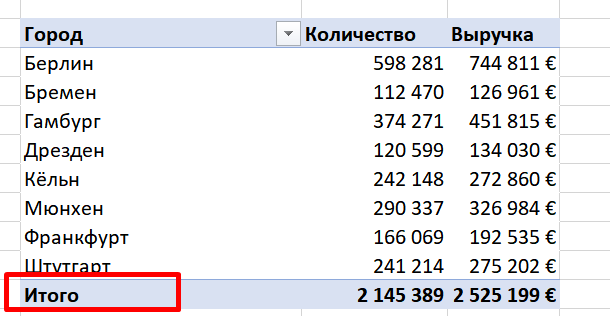 Город Количество Выручка
Берлин 598 281 744 811 €
Бремен 112 470 126 961 €
Гамбург 374 271 451 815 €
Дрезден 120 599 134 030 €
Кёльн 242 148 272 860 €
Мюнхен 290 337 326 984 €
Франкфурт 166 069 192 535 €
Штутгарт 241 214 275 202 €
Итого 2 145 389 2 525 199 €